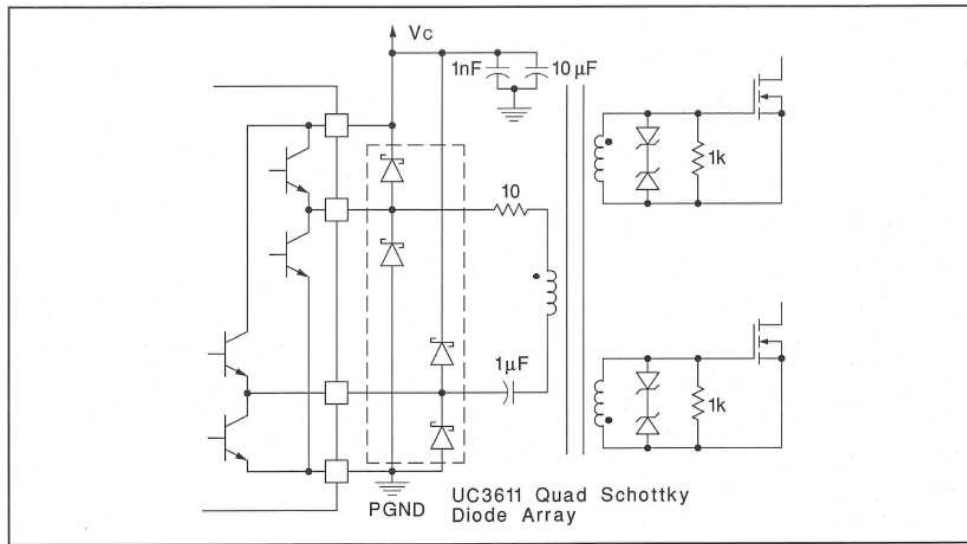 Vc
1nF
10 µF
1k
10
1µF
1k
PGND
UC3611 Quad Schottky
Diode Array